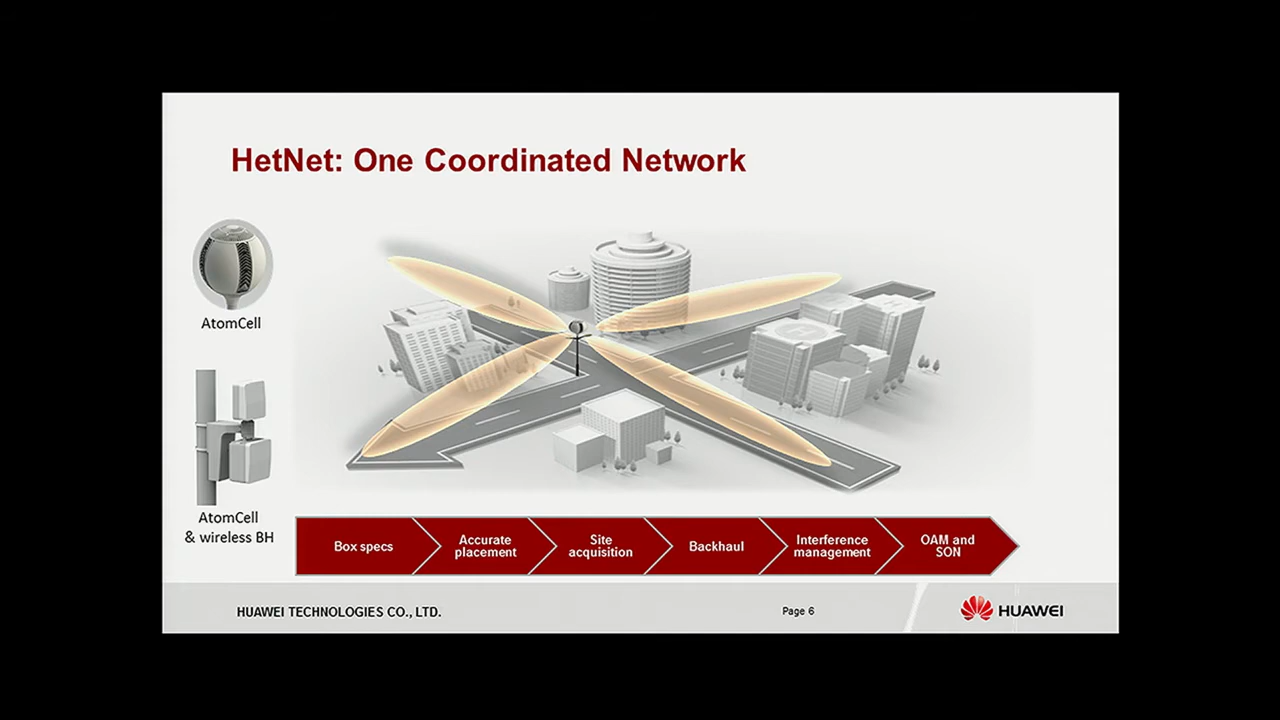 HetNet: One Coordinated Network
AtomCell
AtomCell
& wireless BH
Box specs
Accurate
placement
Site
acquisition
Backhaul
Interference
management
OAM and
SON
HUAWEI TECHNOLOGIES CO., LTD.
Page 6
HUAWEI